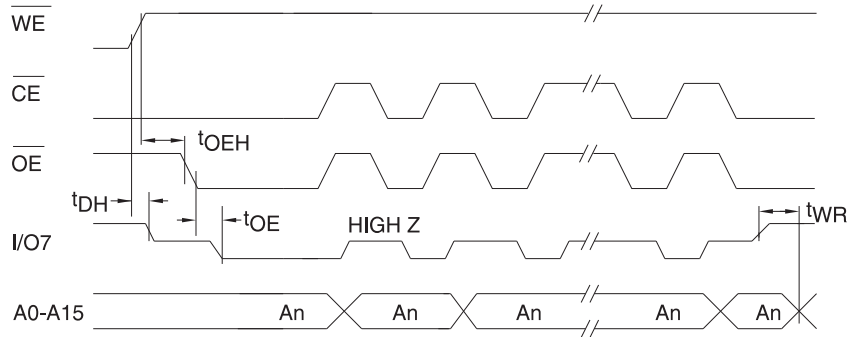 WE
CE
tOEH
OE
tDH
tOE
HIGH Z
tWR
I/O7
A0-A15
An An An An An